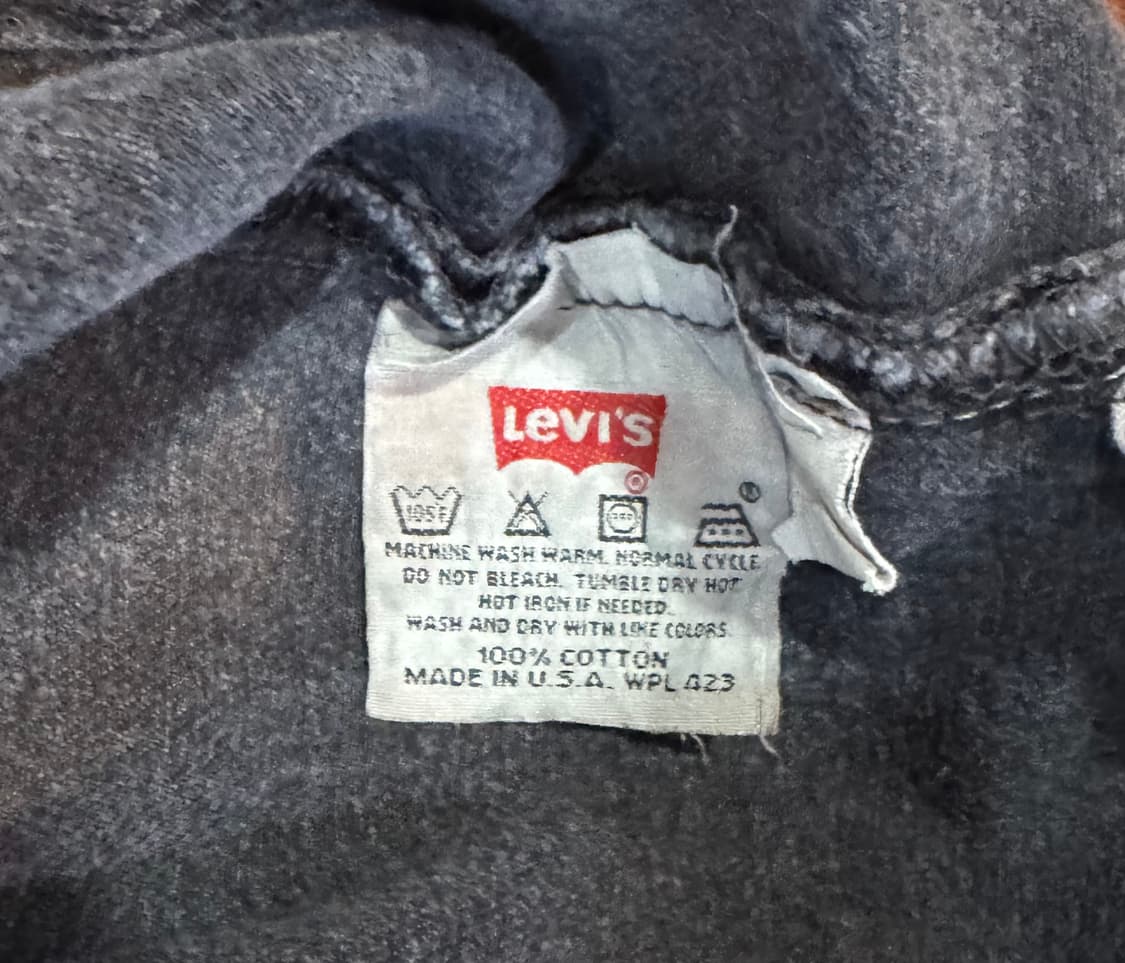 Levi's
®
105F
®
MACHINE WASH WARM. NORMAL CYCLE
DO NOT BLEACH. TUMBLE DRY HOT
HOT IRON IF NEEDED.
WASH AND DRY WITH LIKE COLORS.
100% COTTON
MADE IN U.S.A. WPL 423